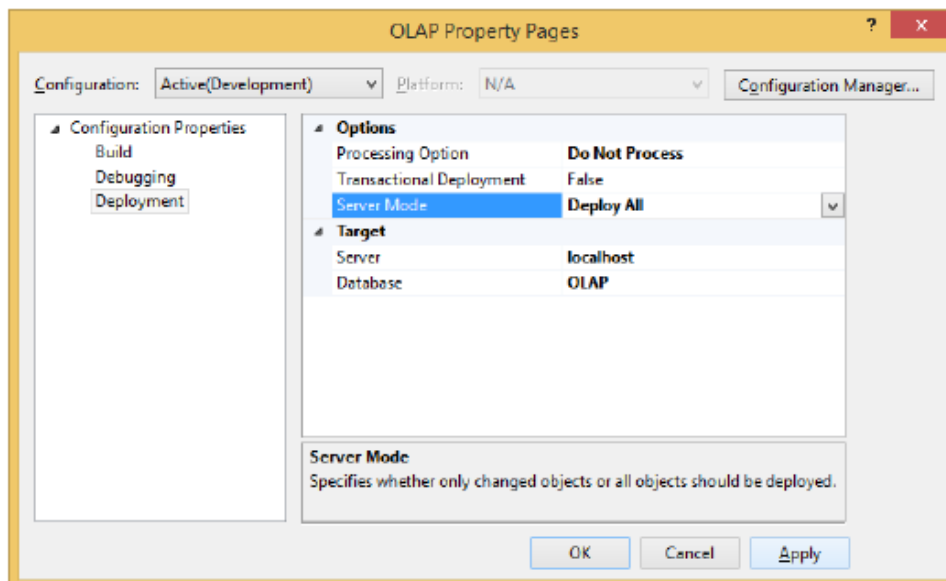 OLAP Property Pages
?
x
Configuration: Active(Development) Platform: N/A Configuration Manager...
Configuration Properties
Build
Debugging
Deployment
Options
Processing Option Do Not Process
Transactional Deployment False
Server Mode Deploy All
Target
Server localhost
Database OLAP
Server Mode
Specifies whether only changed objects or all objects should be deployed.
OK Cancel Apply